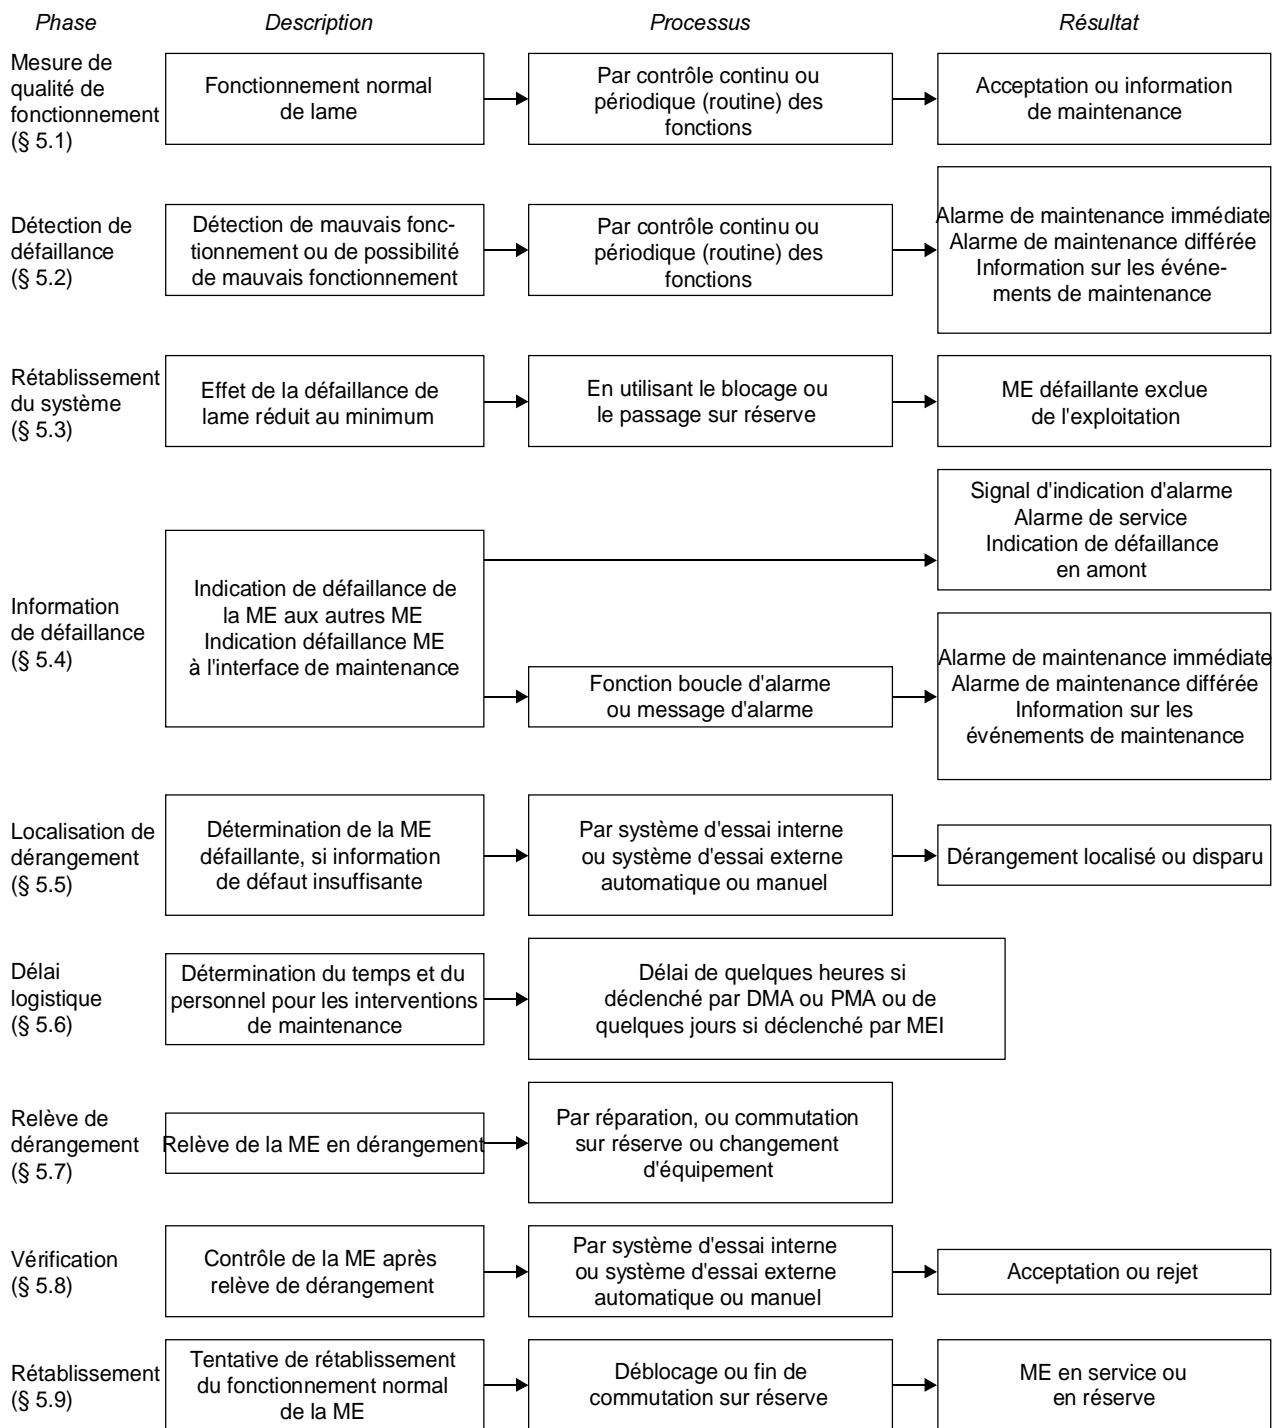 Phase
Description
Processus
Résultat
Mesure de
qualité de
fonctionnement
(§ 5.1)
Fonctionnement normal
de lame
Par contrôle continu ou
périodique (routine) des
fonctions
Acceptation ou information
de maintenance
Détection de
défaillance
(§ 5.2)
Détection de mauvais fonc-
tionnement ou de possibilité
de mauvais fonctionnement
Par contrôle continu ou
périodique (routine) des
fonctions
Alarme de maintenance immédiate
Alarme de maintenance différée
Information sur les événe-
ments de maintenance
Rétablissement
du système
(§ 5.3)
Effet de la défaillance de
lame réduit au minimum
En utilisant le blocage ou
le passage sur réserve
ME défaillante exclue
de l'exploitation
Information
de défaillance
(§ 5.4)
Indication de défaillance de
la ME aux autres ME
Indication défaillance ME
à l'interface de maintenance
Signal d'indication d'alarme
Alarme de service
Indication de défaillance
en amont
Fonction boucle d'alarme
ou message d'alarme
Alarme de maintenance immédiate
Alarme de maintenance différée
Information sur les
événements de maintenance
Localisation de
dérangement
(§ 5.5)
Détermination de la ME
défaillante, si information
de défaut insuffisante
Par système d'essai interne
ou système d'essai externe
automatique ou manuel
Dérangement localisé ou disparu
Délai
logistique
(§ 5.6)
Détermination du temps et du
personnel pour les interventions
de maintenance
Délai de quelques heures si
déclenché par DMA ou PMA ou de
quelques jours si déclenché par MEI
Relève de
dérangement
(§ 5.7)
Relève de la ME en dérangement
Par réparation, ou commutation
sur réserve ou changement
d'équipement
Vérification
(§ 5.8)
Contrôle de la ME après
relève de dérangement
Par système d'essai interne
ou système d'essai externe
automatique ou manuel
Acceptation ou rejet
Rétablissement
(§ 5.9)
Tentative de rétablissement
du fonctionnement normal
de la ME
Déblocage ou fin de
commutation sur réserve
ME en service ou
en réserve